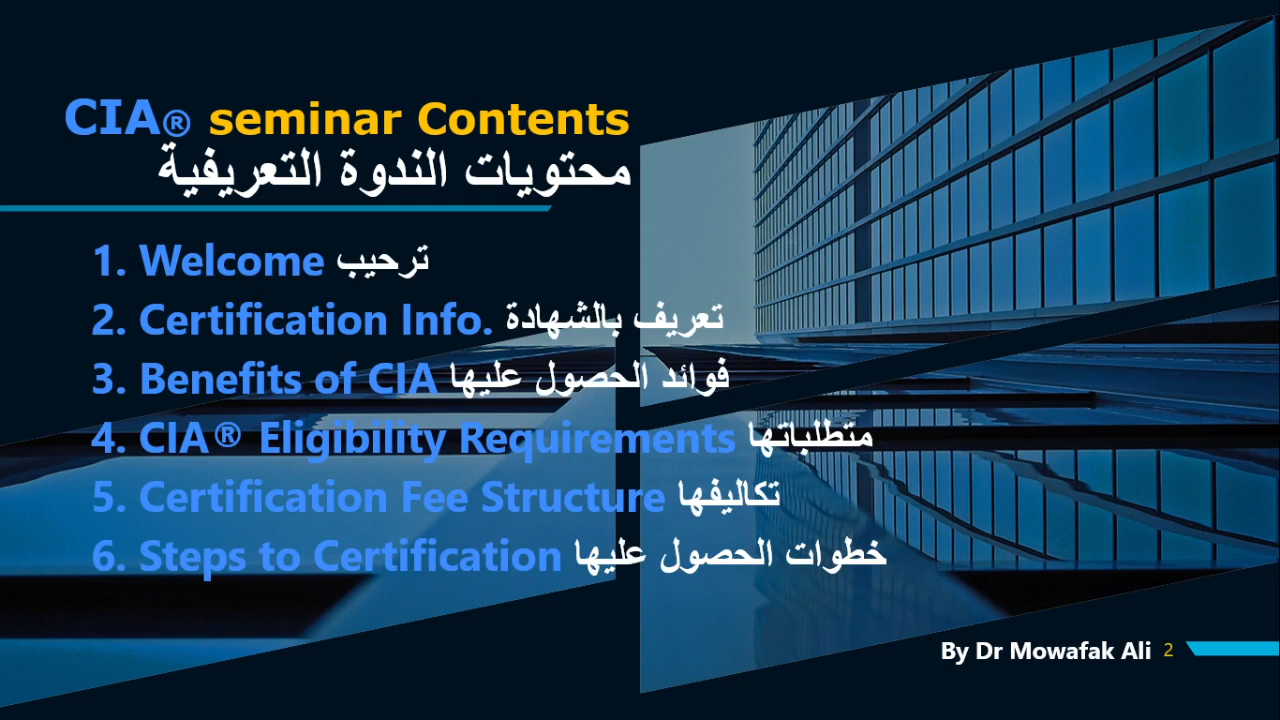 CIA® seminar Contents
محتويات الندوة التعريفية
1. Welcome ترحيب
2. Certification Info. تعريف بالشهادة
3. Benefits of CIA فوائد الحصول عليها
4. CIA® Eligibility Requirements متطلباتها
5. Certification Fee Structure تكاليفها
6. Steps to Certification خطوات الحصول عليها
By Dr Mowafak Ali 2